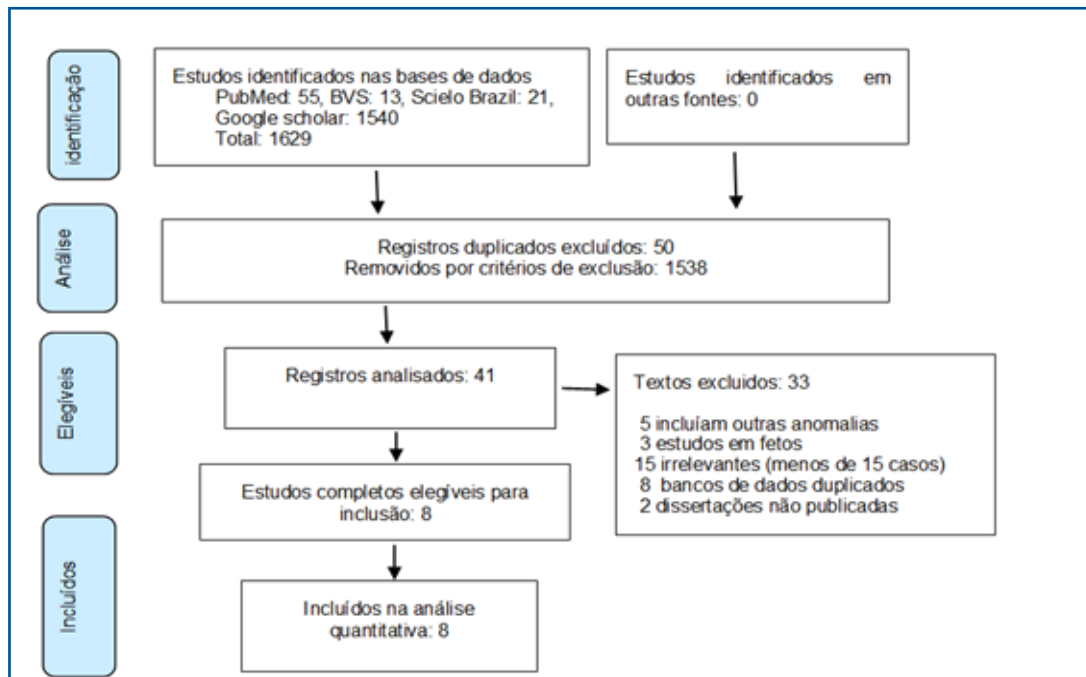 identificação
Estudos identificados nas bases de dados
PubMed: 55, BVS: 13, Scielo Brazil: 21,
Google scholar: 1540
Total: 1629
Estudos identificados em
outras fontes: 0
Análise
Registros duplicados excluídos: 50
Removidos por critérios de exclusão: 1538
Elegíveis
Registros analisados: 41
Textos excluidos: 33
5 incluíam outras anomalias
3 estudos em fetos
15 irrelevantes (menos de 15 casos)
8 bancos de dados duplicados
2 dissertações não publicadas
Estudos completos elegíveis para
inclusão: 8
Incluídos
Incluídos na análise
quantitativa: 8